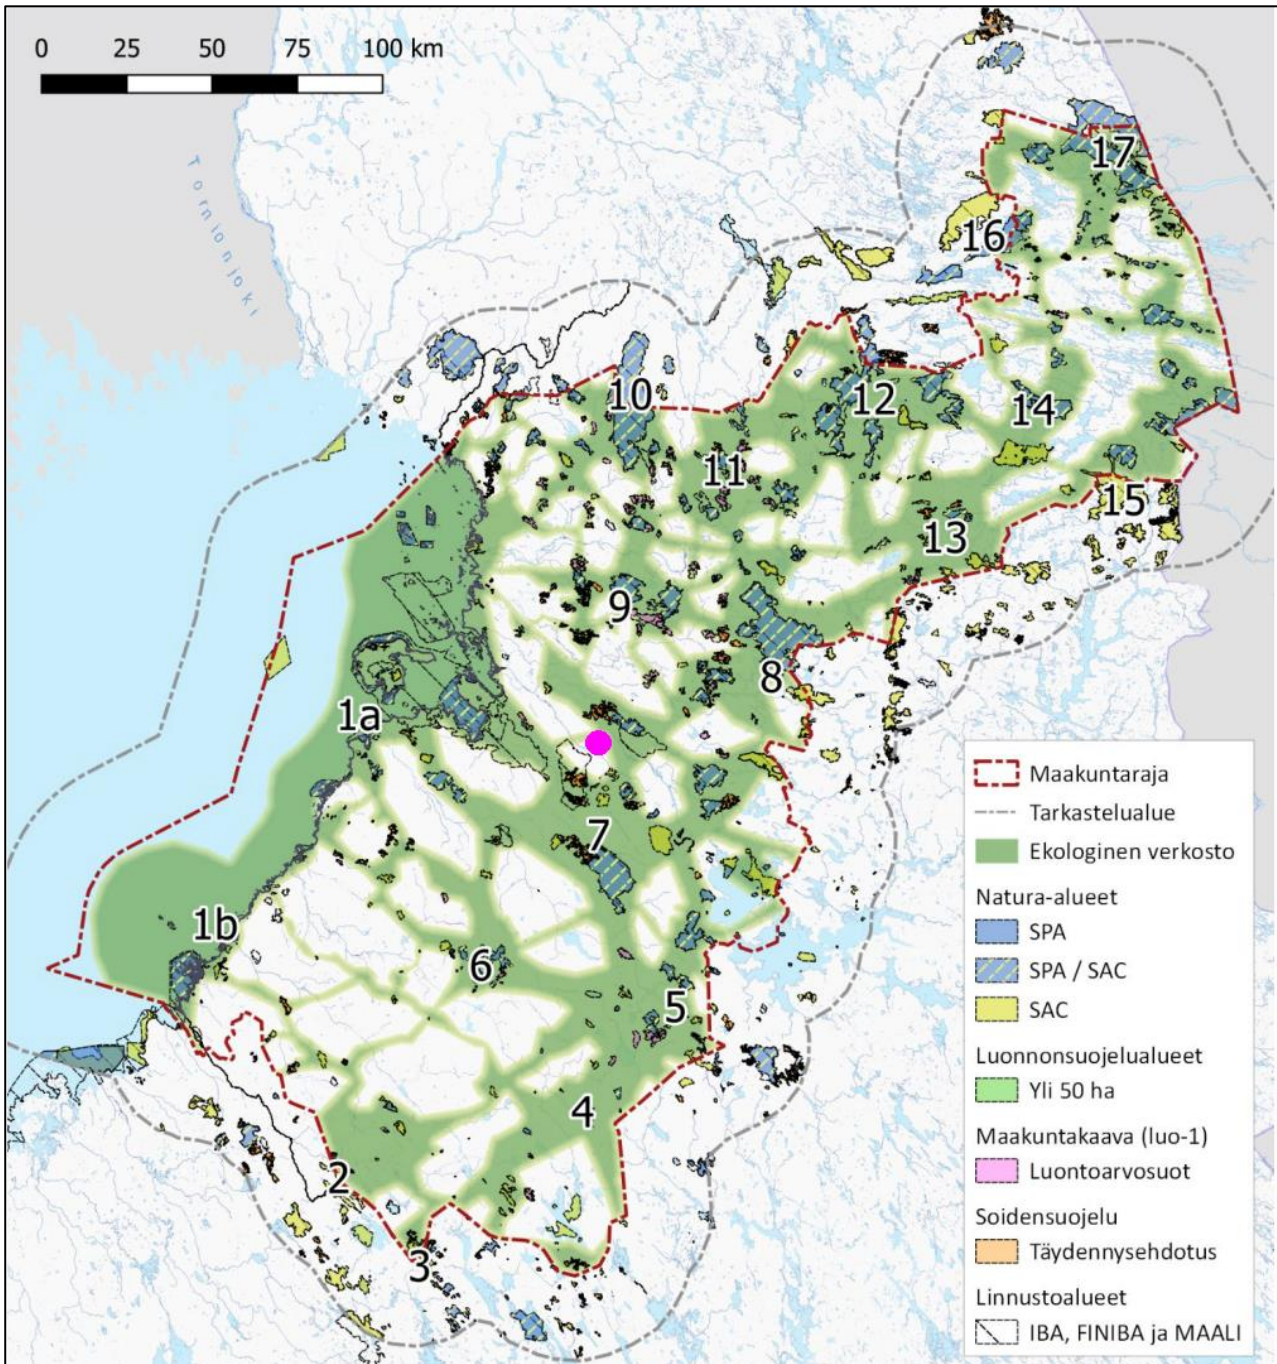 0 25 50 75 100 km
Tornionjoki
17
16
10
12
14
11
15
13
9
8
1a
7
1b
6
5
4
2
3
Maakuntaraja
Tarkastelualue
Ekologinen verkosto
Natura-alueet
SPA
SPA / SAC
SAC
Luonnonsuojelualueet
Yli 50 ha
Maakuntakaava (luo-1)
Luontoarvosuot
Soidensuojelu
Täydennysehdotus
Linnustoalueet
IBA, FINIBA ja MAALI